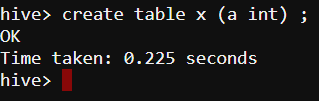 hive> create table x (a int) ;
OK
Time taken: 0.225 seconds
hive>